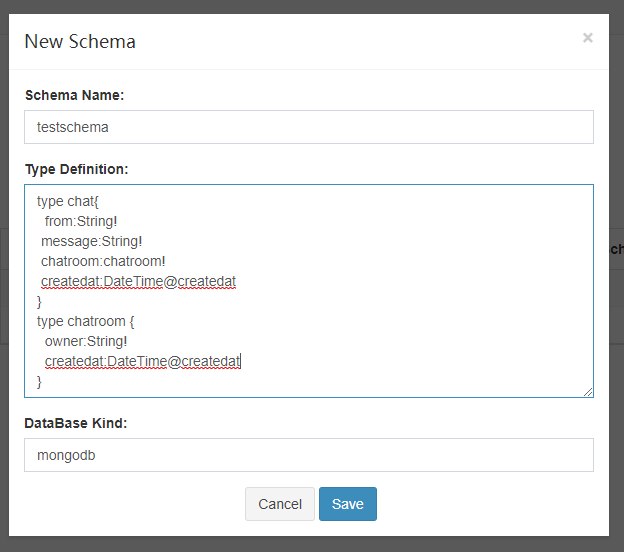 New Schema
×
Schema Name:
testschema
Type Definition:
type chat{
from:String!
message:String!
chatroom:chatroom!
createdat:DateTime@createdat
}
type chatroom {
owner:String!
createdat:DateTime@createdat
}
ch
DataBase Kind:
mongodb
Cancel Save